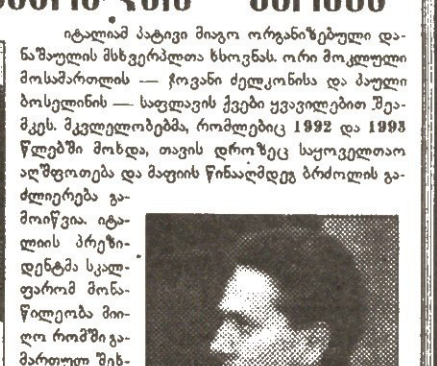 იტალიამ პატივი მიაგო ორგანიზებული და-
ნაშაულის მსხვერპლთა ხსოვნას. ორი მოკლული
მოსამართლის — ჯოვანი ძელკონისა და პაული
ბოსელინის — საფლავის ქვები ყვავილებით შეა-
მკეს. მკვლელობებმა, რომლებიც 1992 და 1993
წლებში მოხდა, თავის დროზეც საყოველთაო
აღშფოთება და მაფიის წინააღმდეგ ბრძოლის გა-
ძლიერება გა-
მოიწვია. იტა-
ლიის პრეზი-
დენტმა სკალ-
ფარომ მონა-
წილეობა მიი-
ღო რომში გა-
მართულ შეხ-